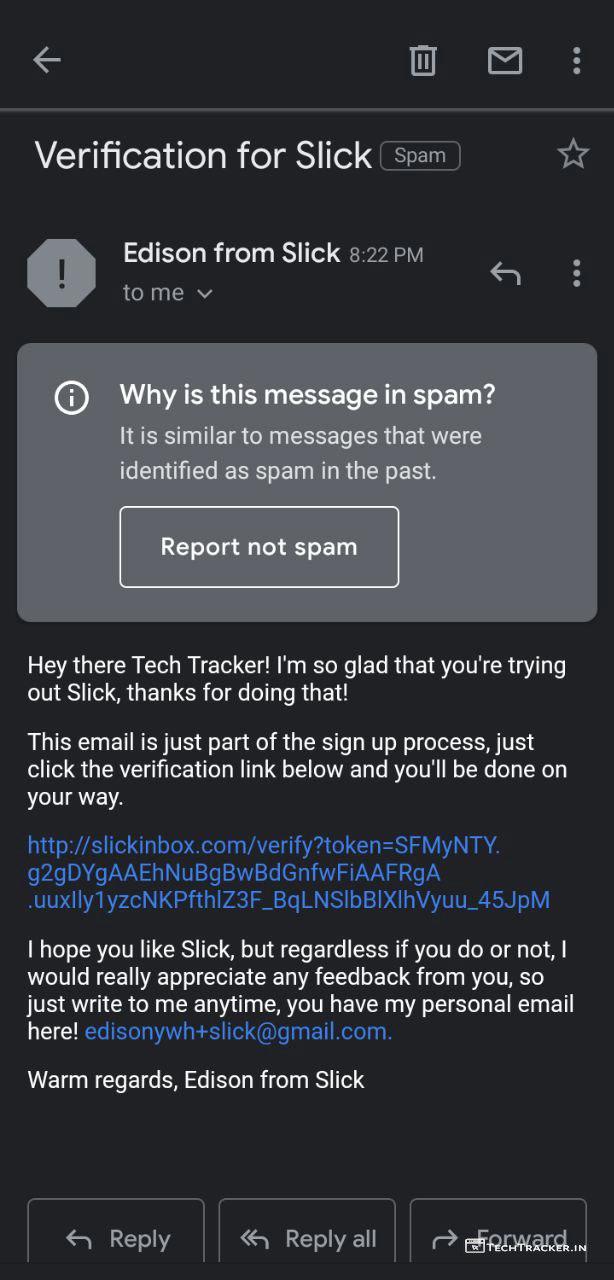 Verification for Slick Spam
Edison from Slick 8:22 PM
to me
Why is this message in spam?
It is similar to messages that were
identified as spam in the past.
Report not spam
Hey there Tech Tracker! I'm so glad that you're trying
out Slick, thanks for doing that!
This email is just part of the sign up process, just
click the verification link below and you'll be done on
your way.
http://slickinbox.com/verify?token=SFMyNTY.
g2gDYgAAEhNuBgBwBdGnfwFiAAFRgA
.uuxIly1yzcNKPfthlZ3F_BqLNSlbBlXlhVyuu_45JpM
I hope you like Slick, but regardless if you do or not, I
would really appreciate any feedback from you, so
just write to me anytime, you have my personal email
here! edisonywh+slick@gmail.com.
Warm regards, Edison from Slick
Reply Reply all Forward
TECHTRACKER.IN